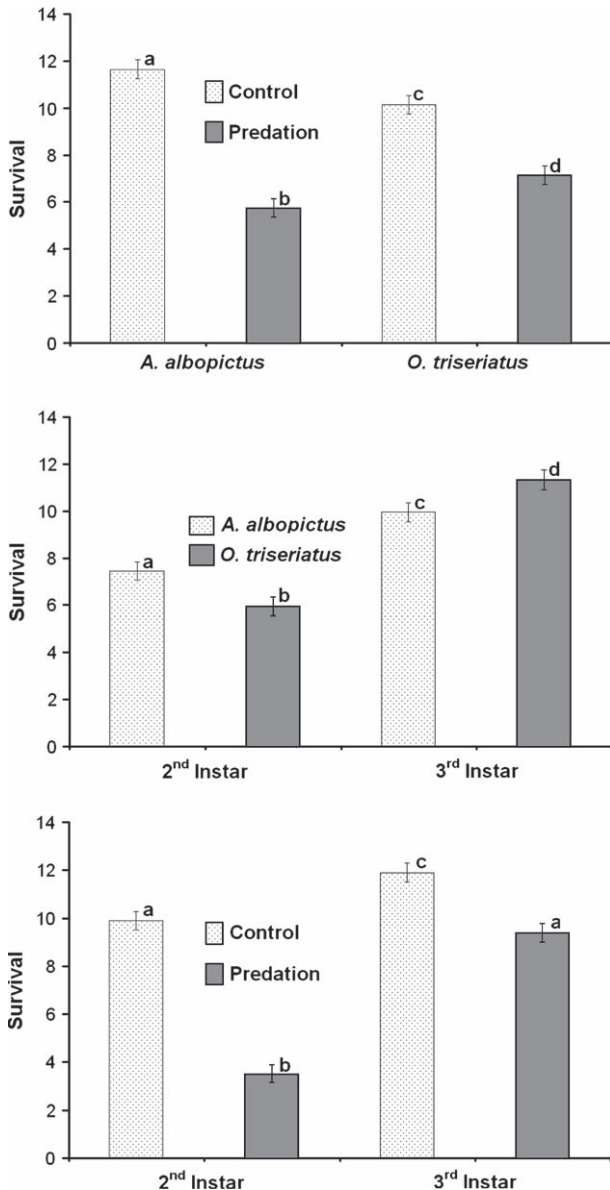 14
12
10
8
6
4
2
0
Survival
a
b
c
d
Control
Predation
A. albopictus
O. triseriatus
14
12
10
8
6
4
2
0
Survival
a
b
c
d
A. albopictus
O. triseriatus
2nd Instar
3rd Instar
14
12
10
8
6
4
2
0
Survival
a
b
c
a
Control
Predation
2nd Instar
3rd Instar